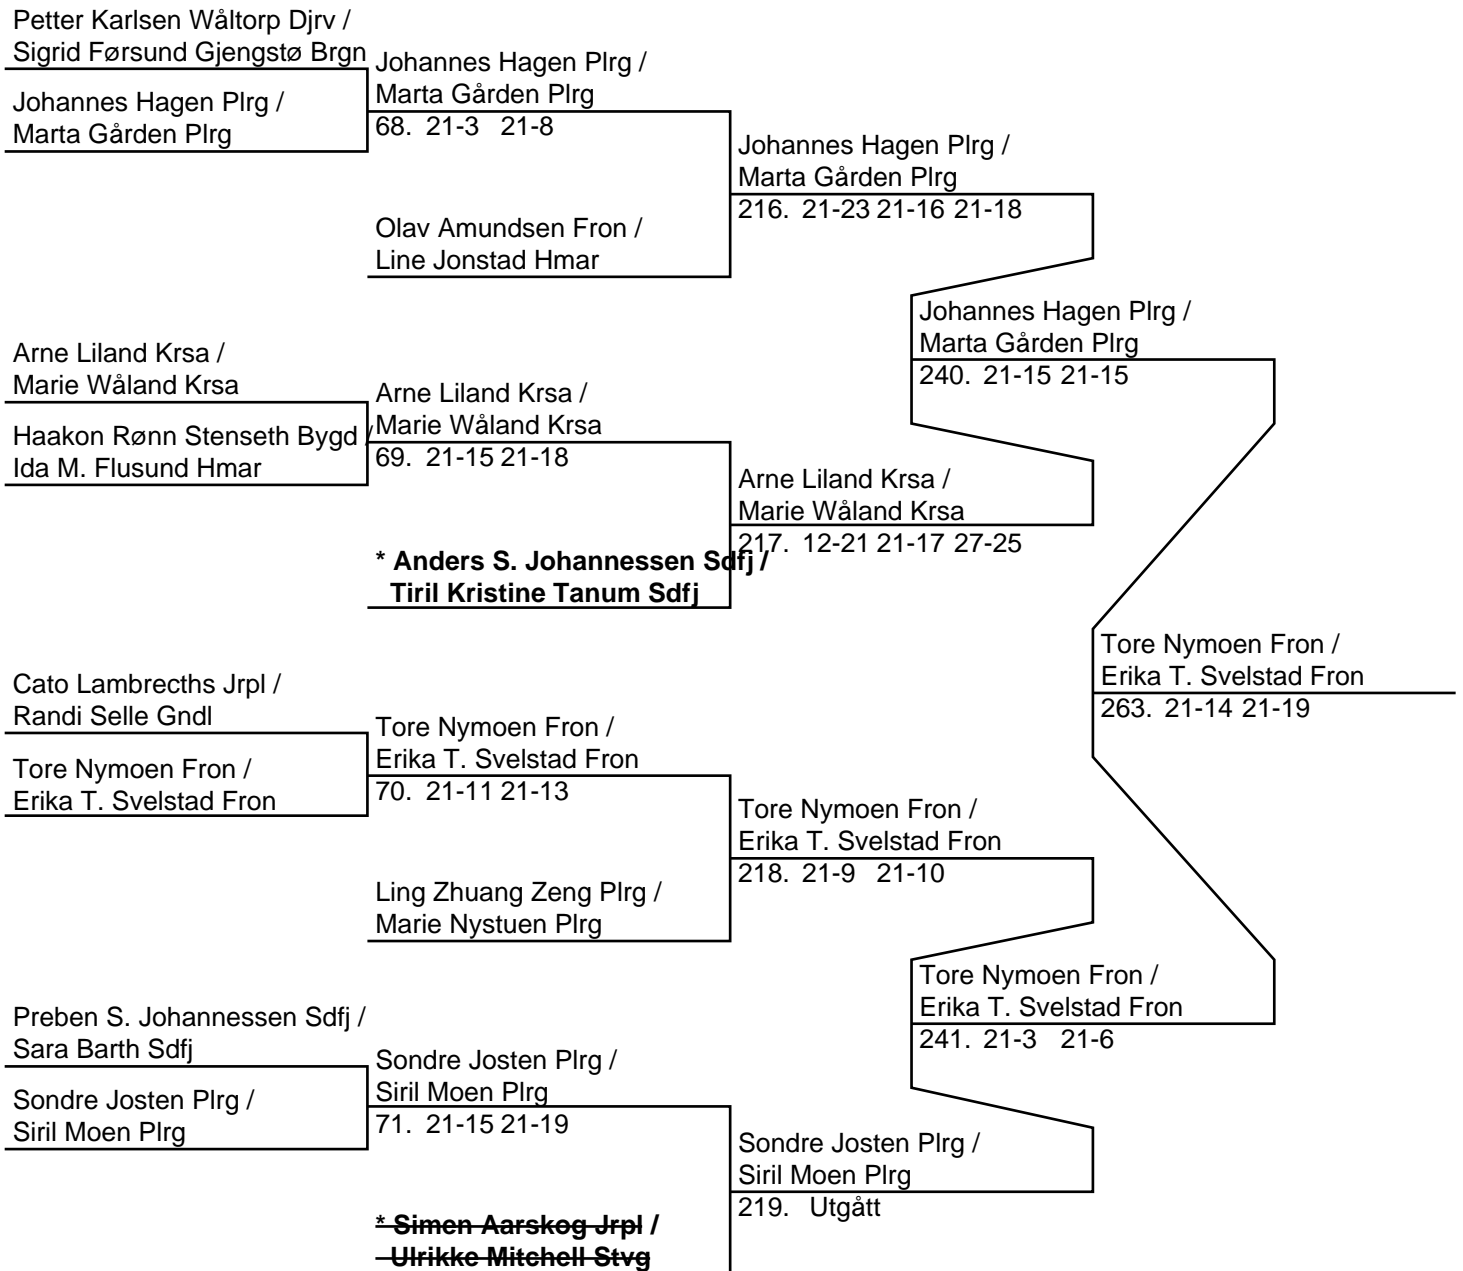 Petter Karlsen Wåltorp Djrv /
Sigrid Førsund Gjengstø Brgn
Johannes Hagen Plrg /
Marta Gården Plrg
Johannes Hagen Plrg /
Marta Gården Plrg
68. 21-3 21-8
Olav Amundsen Fron /
Line Jonstad Hmar
Johannes Hagen Plrg /
Marta Gården Plrg
216. 21-23 21-16 21-18
Arne Liland Krsa /
Marie Wåland Krsa
Haakon Rønn Stenseth Bygd /
Ida M. Flusund Hmar
Arne Liland Krsa /
Marie Wåland Krsa
69. 21-15 21-18
* Anders S. Johannessen Sdfj /
Tiril Kristine Tanum Sdfj
Arne Liland Krsa /
Marie Wåland Krsa
217. 12-21 21-17 27-25
Johannes Hagen Plrg /
Marta Gården Plrg
240. 21-15 21-15
Cato Lambrecths Jrpl /
Randi Selle Gndl
Tore Nymoen Fron /
Erika T. Svelstad Fron
Tore Nymoen Fron /
Erika T. Svelstad Fron
70. 21-11 21-13
Ling Zhuang Zeng Plrg /
Marie Nystuen Plrg
Tore Nymoen Fron /
Erika T. Svelstad Fron
218. 21-9 21-10
Preben S. Johannessen Sdfj /
Sara Barth Sdfj
Sondre Josten Plrg /
Siril Moen Plrg
Sondre Josten Plrg /
Siril Moen Plrg
71. 21-15 21-19
* Simen Aarskog Jrpl /
Ulrikke Mitchell Stvg
Sondre Josten Plrg /
Siril Moen Plrg
219. Utgått
Tore Nymoen Fron /
Erika T. Svelstad Fron
241. 21-3 21-6
Tore Nymoen Fron /
Erika T. Svelstad Fron
263. 21-14 21-19